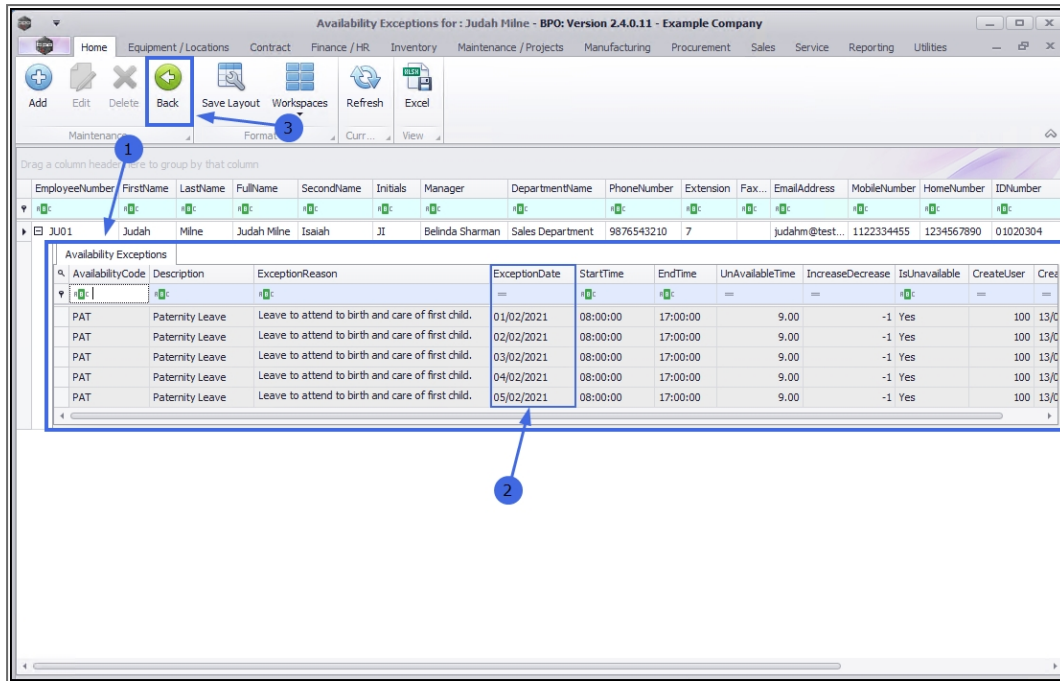 Availability Exceptions for : Judah Milne - BPO: Version 2.4.0.11 - Example Company
Home Equipment / Locations Contract Finance / HR Inventory Maintenance / Projects Manufacturing Procurement Sales Service Reporting Utilities
Add Edit Delete Back Save Layout Workspaces Refresh Excel
Maintenance Format Curr... View
3
1
Drag a column header here to group by that column
EmployeeNumber FirstName LastName FullName SecondName Initials Manager DepartmentName PhoneNumber Extension Fax... EmailAddress MobileNumber HomeNumber IDNumber
JU01 Judah Milne Judah Milne Isaiah JI Belinda Sharman Sales Department 9876543210 7 judahm@test... 1122334455 1234567890 01020304
Availability Exceptions
AvailabilityCode Description ExceptionReason ExceptionDate StartTime EndTime UnAvailableTime IncreaseDecrease IsUnavailable CreateUser Crea
PAT Paternity Leave Leave to attend to birth and care of first child. 01/02/2021 08:00:00 17:00:00 9.00 -1 Yes 100 13/0
PAT Paternity Leave Leave to attend to birth and care of first child. 02/02/2021 08:00:00 17:00:00 9.00 -1 Yes 100 13/0
PAT Paternity Leave Leave to attend to birth and care of first child. 03/02/2021 08:00:00 17:00:00 9.00 -1 Yes 100 13/0
PAT Paternity Leave Leave to attend to birth and care of first child. 04/02/2021 08:00:00 17:00:00 9.00 -1 Yes 100 13/0
PAT Paternity Leave Leave to attend to birth and care of first child. 05/02/2021 08:00:00 17:00:00 9.00 -1 Yes 100 13/0
2